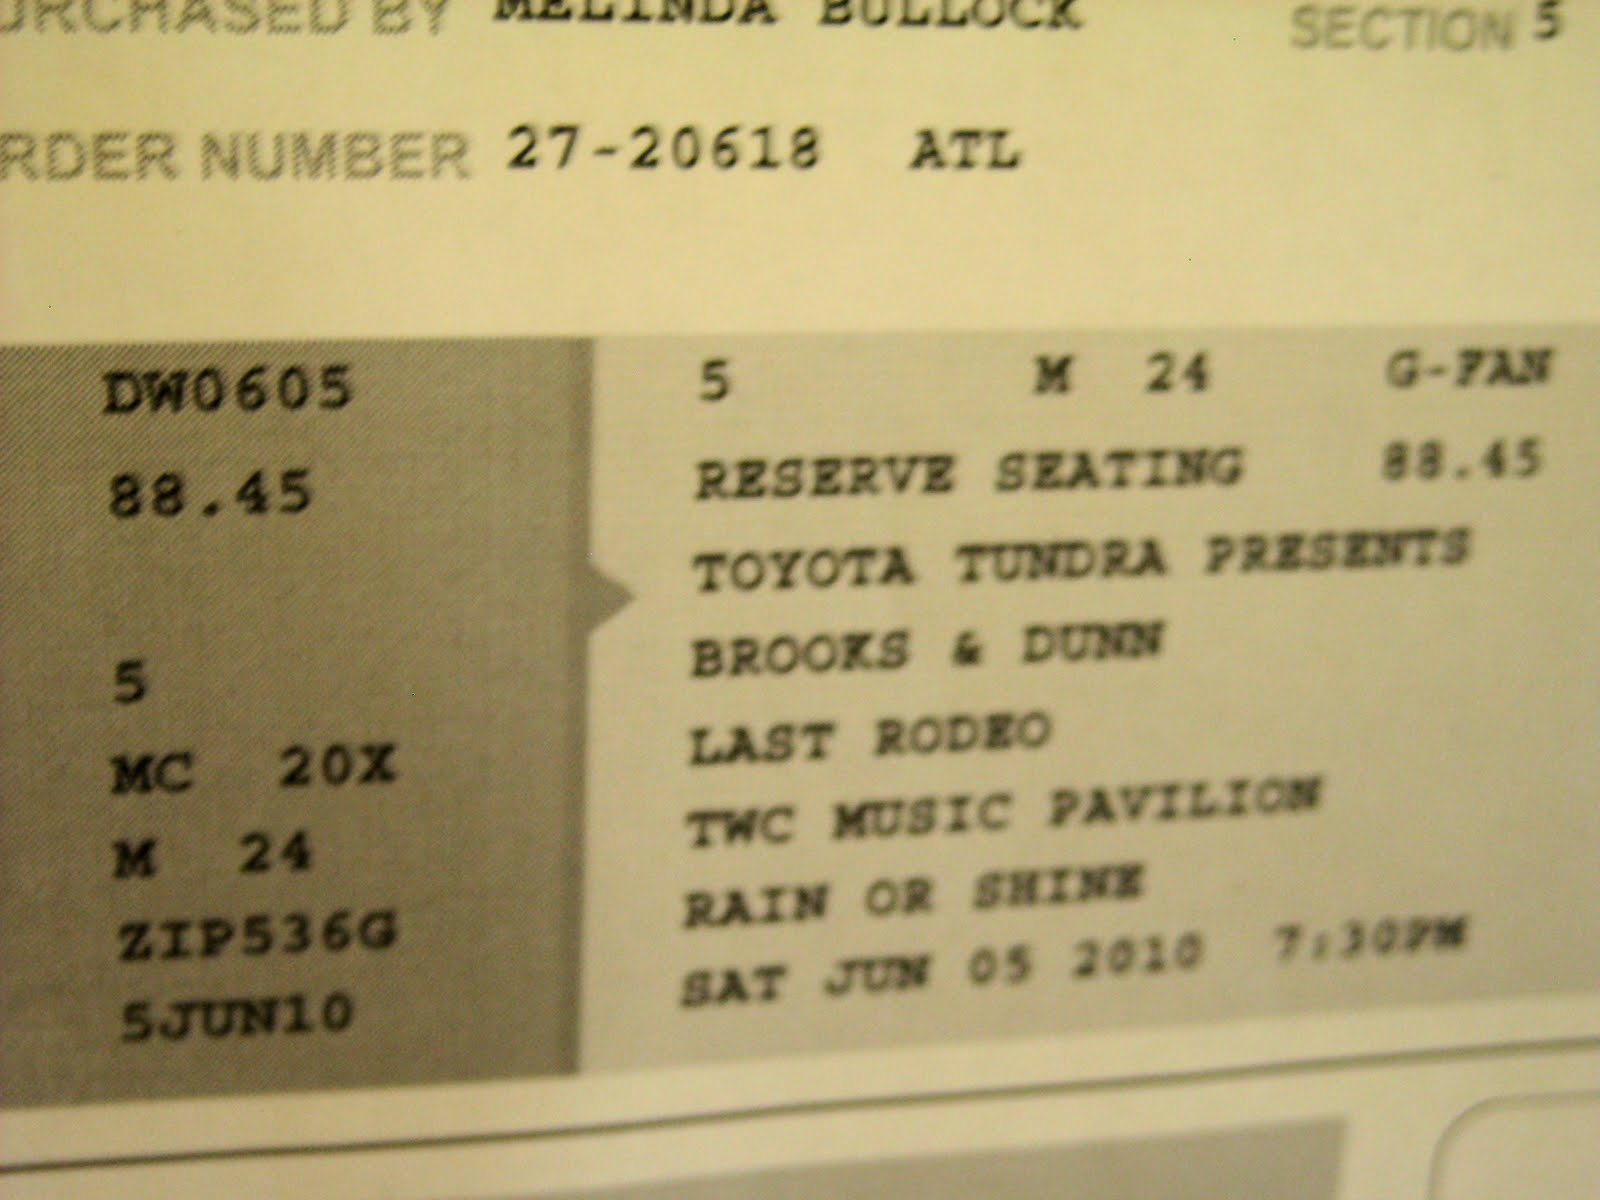 PURCHASED BY MELINDA BULLOCK SECTION 5
ORDER NUMBER 27-20618 ATL
DW0605
88.45
5
MC 20X
M 24
ZIP536G
5JUN10
5 M 24 G-FAN
RESERVE SEATING 88.45
TOYOTA TUNDRA PRESENTS
BROOKS & DUNN
LAST RODEO
TWC MUSIC PAVILION
RAIN OR SHINE
SAT JUN 05 2010 7:30PM